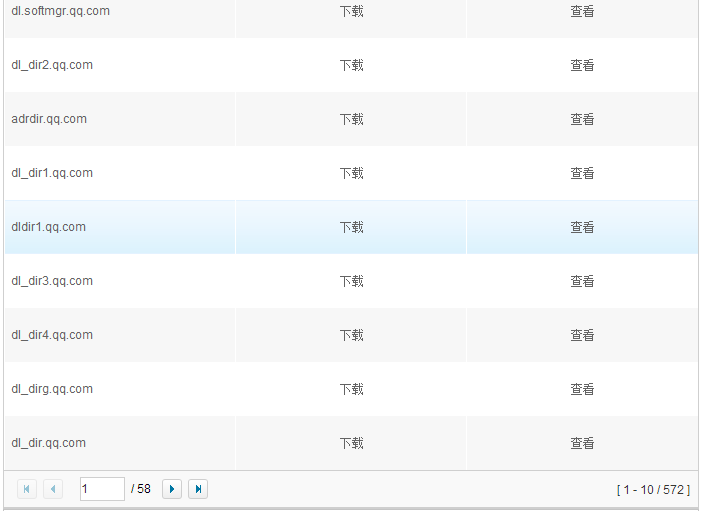 dl.softmgr.qq.com 下载 查看
dl_dir2.qq.com 下载 查看
adrdir.qq.com 下载 查看
dl_dir1.qq.com 下载 查看
dldir1.qq.com 下载 查看
dl_dir3.qq.com 下载 查看
dl_dir4.qq.com 下载 查看
dl_dirg.qq.com 下载 查看
dl_dir.qq.com 下载 查看
1 / 58 [ 1 - 10 / 572 ]